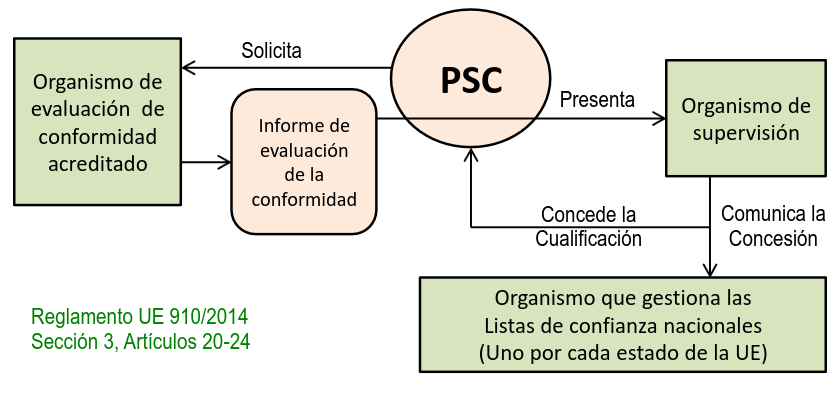 Solicita
Organismo de
evaluación de
conformidad
acreditado
Informe de
evaluación
de la
conformidad
PSC
Presenta
Organismo de
supervisión
Concede la
Cualificación
Comunica la
Concesión
Organismo que gestiona las
Listas de confianza nacionales
(Uno por cada estado de la UE)
Reglamento UE 910/2014
Sección 3, Artículos 20-24